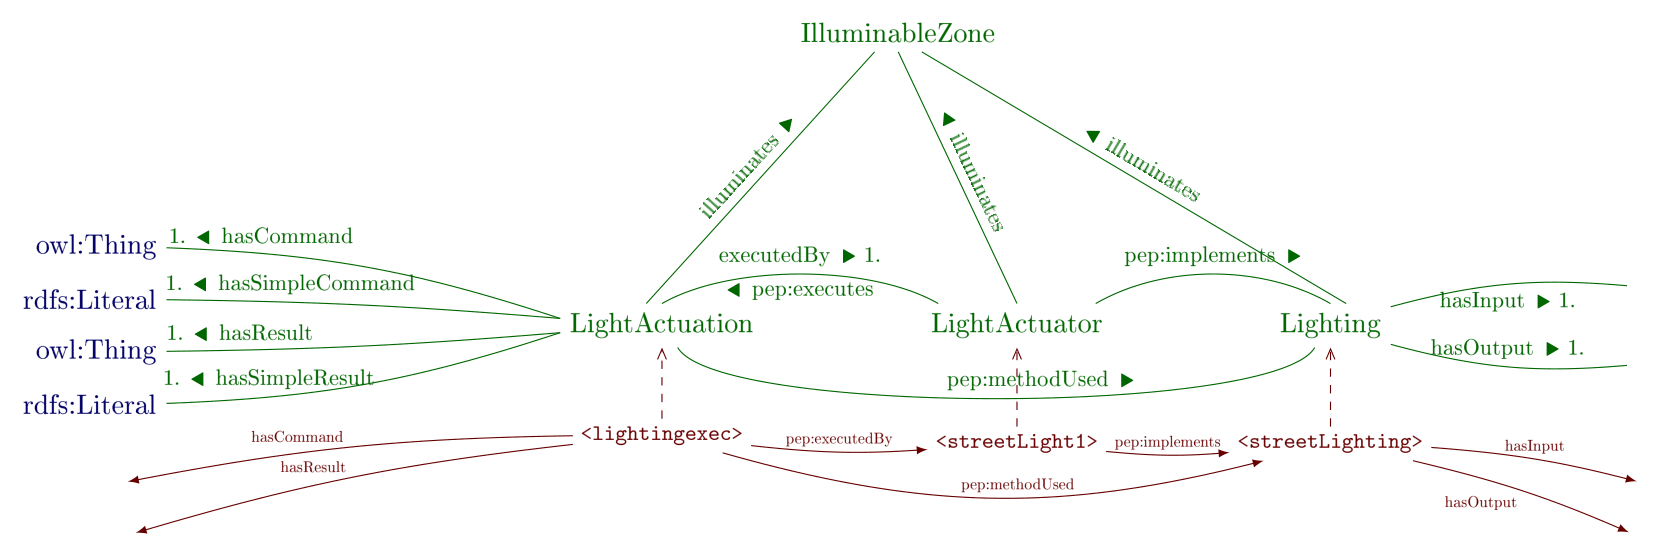 IlluminableZone
illuminates ▶
◀ illuminates
◀ illuminates
owl:Thing
1. ◀ hasCommand
executedBy ▶ 1.
pep:implements ▶
rdfs:Literal
1. ◀ hasSimpleCommand
◀ pep:executes
hasInput ▶ 1.
LightActuation
LightActuator
Lighting
owl:Thing
1. ◀ hasResult
hasOutput ▶ 1.
rdfs:Literal
1. ◀ hasSimpleResult
pep:methodUsed ▶
hasCommand
<lightingexec>
pep:executedBy
<streetLight1>
pep:implements
<streetLighting>
hasInput
hasResult
pep:methodUsed
hasOutput